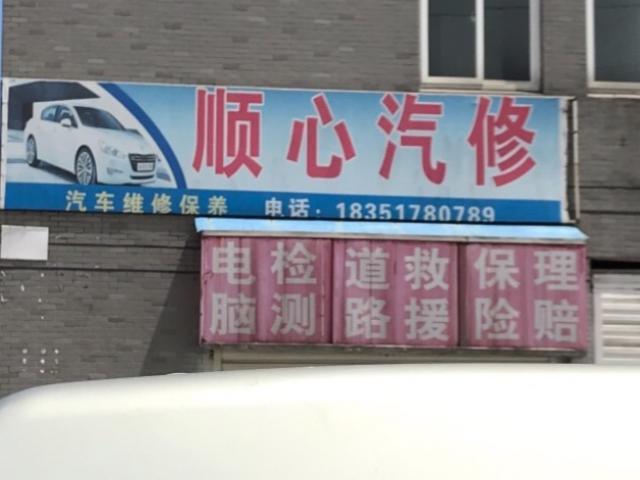 顺心汽修
汽车维修保养 电话：18351780789
电检 道救 保理
脑测 路援 险赔